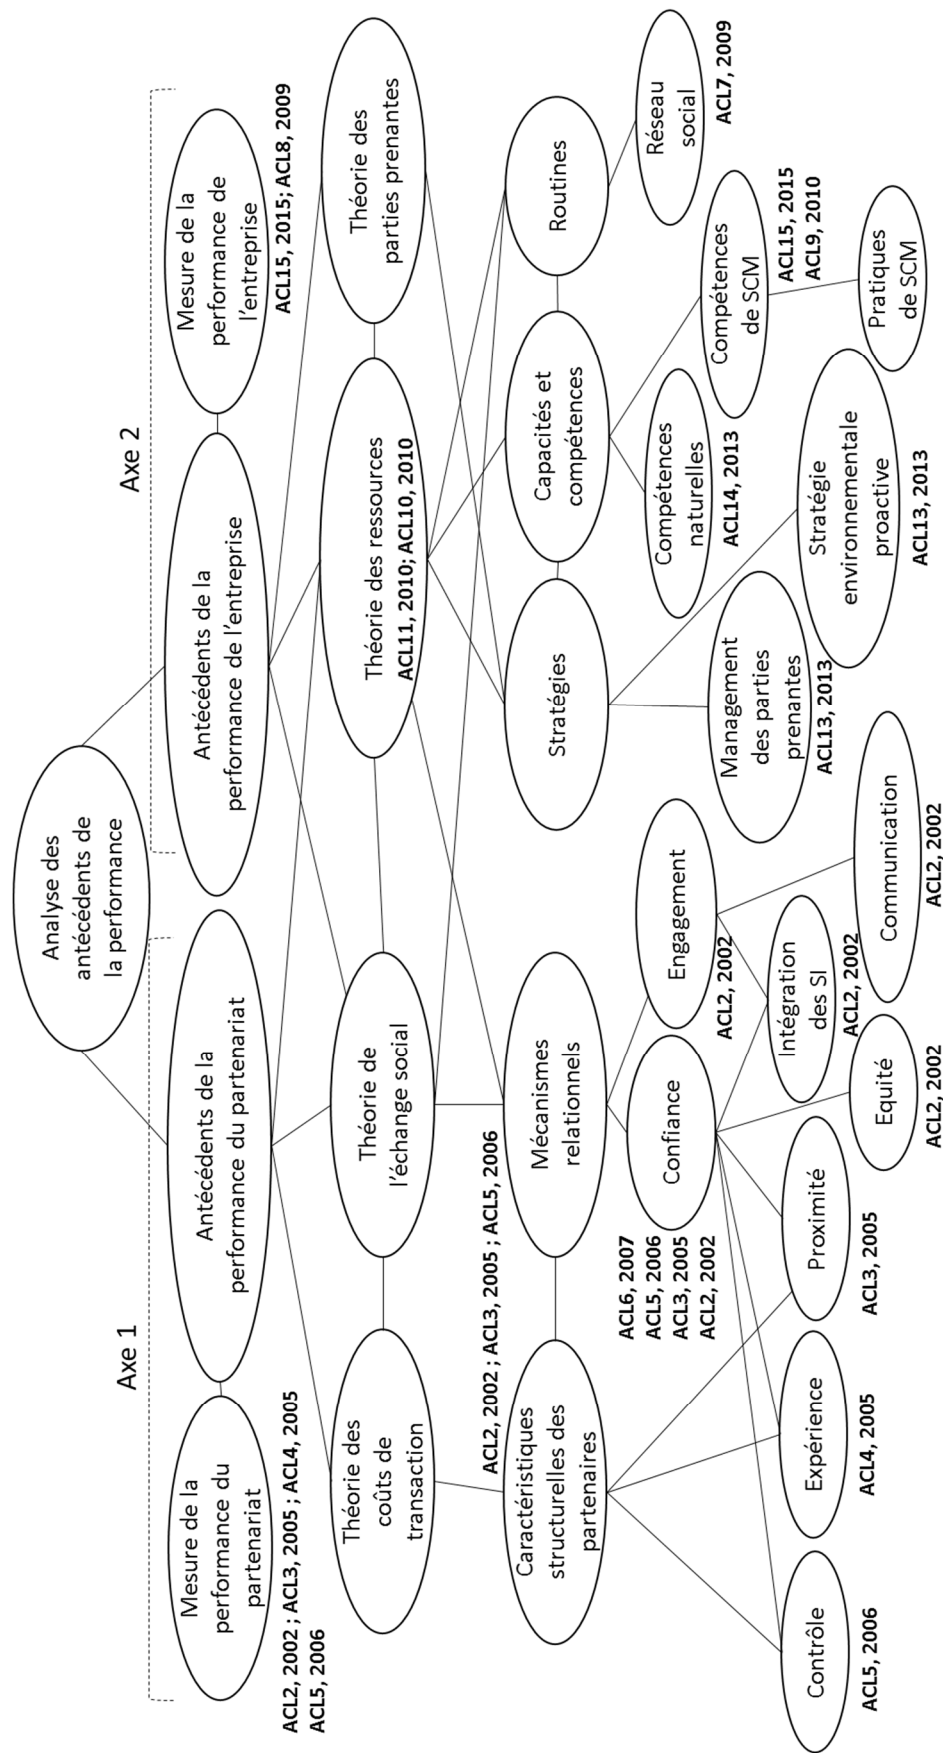 Analyse des
antécédents de
la performance
Axe 1
Axe 2
Mesure de la
performance du
partenariat
ACL2, 2002 ; ACL3, 2005 ; ACL4, 2005
ACL5, 2006
Antécédents de la
performance du partenariat
Antécédents de la
performance de l'entreprise
Mesure de la
performance de
l'entreprise
ACL15, 2015; ACL8, 2009
Théorie des
coûts de
transaction
Théorie de
l'échange social
Théorie des ressources
ACL11, 2010; ACL10, 2010
Théorie des
parties prenantes
ACL2, 2002 ; ACL3, 2005 ; ACL5, 2006
Caractéristiques
structurelles des
partenaires
Mécanismes
relationnels
Stratégies
Capacités et
compétences
Routines
ACL6, 2007
ACL5, 2006
ACL3, 2005
ACL2, 2002
Confiance
Engagement
ACL2, 2002
Management
des parties
prenantes
ACL13, 2013
Compétences
naturelles
ACL14, 2013
Compétences
de SCM
ACL15, 2015
ACL9, 2010
Réseau
social
ACL7, 2009
Contrôle
ACL5, 2006
Expérience
ACL4, 2005
Proximité
ACL3, 2005
Equité
ACL2, 2002
Intégration
des SI
ACL2, 2002
Communication
ACL2, 2002
Stratégie
environnementale
proactive
ACL13, 2013
Pratiques
de SCM